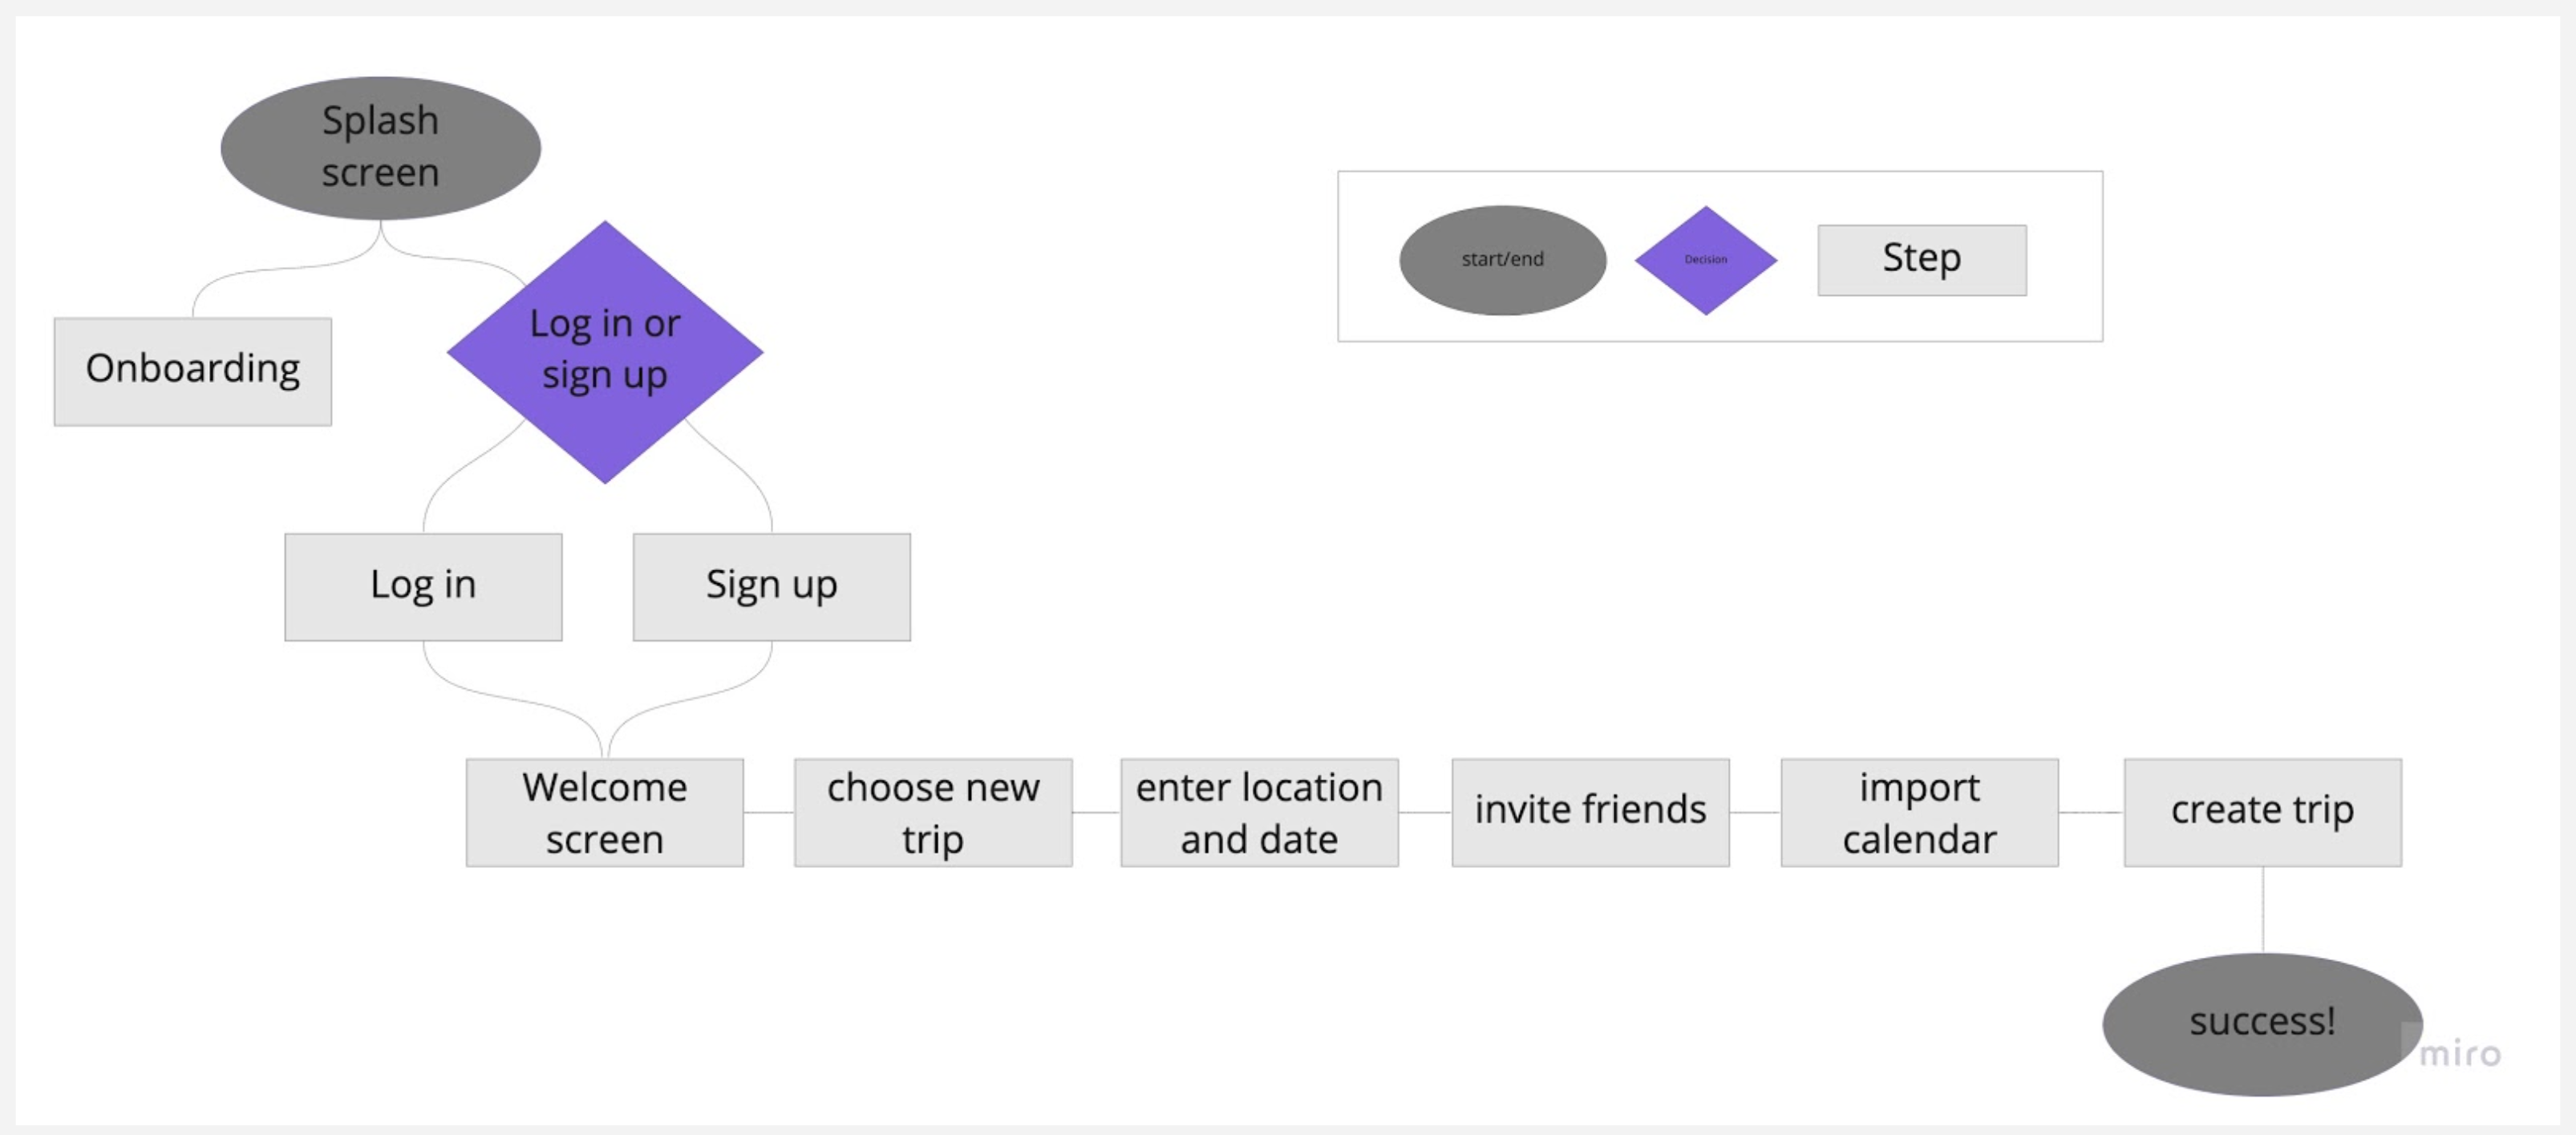 Splash
screen
start/end
Decision
Step
Log in or
sign up
Onboarding
Log in
Sign up
Welcome
screen
choose new
trip
enter location
and date
invite friends
import
calendar
create trip
success!
miro